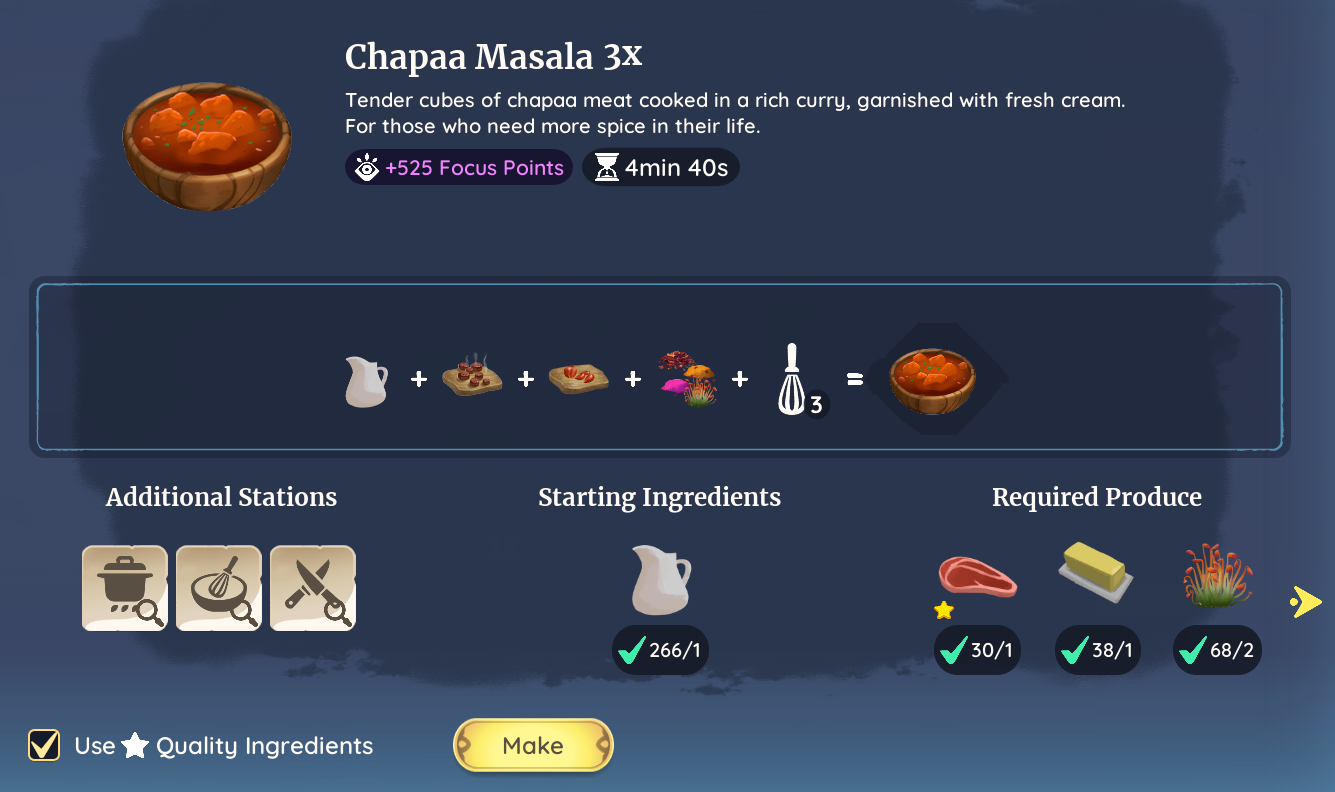 Chapaa Masala 3x
Tender cubes of chapaa meat cooked in a rich curry, garnished with fresh cream.
For those who need more spice in their life.
+525 Focus Points
4min 40s
+ + + + 3 =
Additional Stations
Starting Ingredients
Required Produce
266/1
30/1
38/1
68/2
Use Quality Ingredients
Make